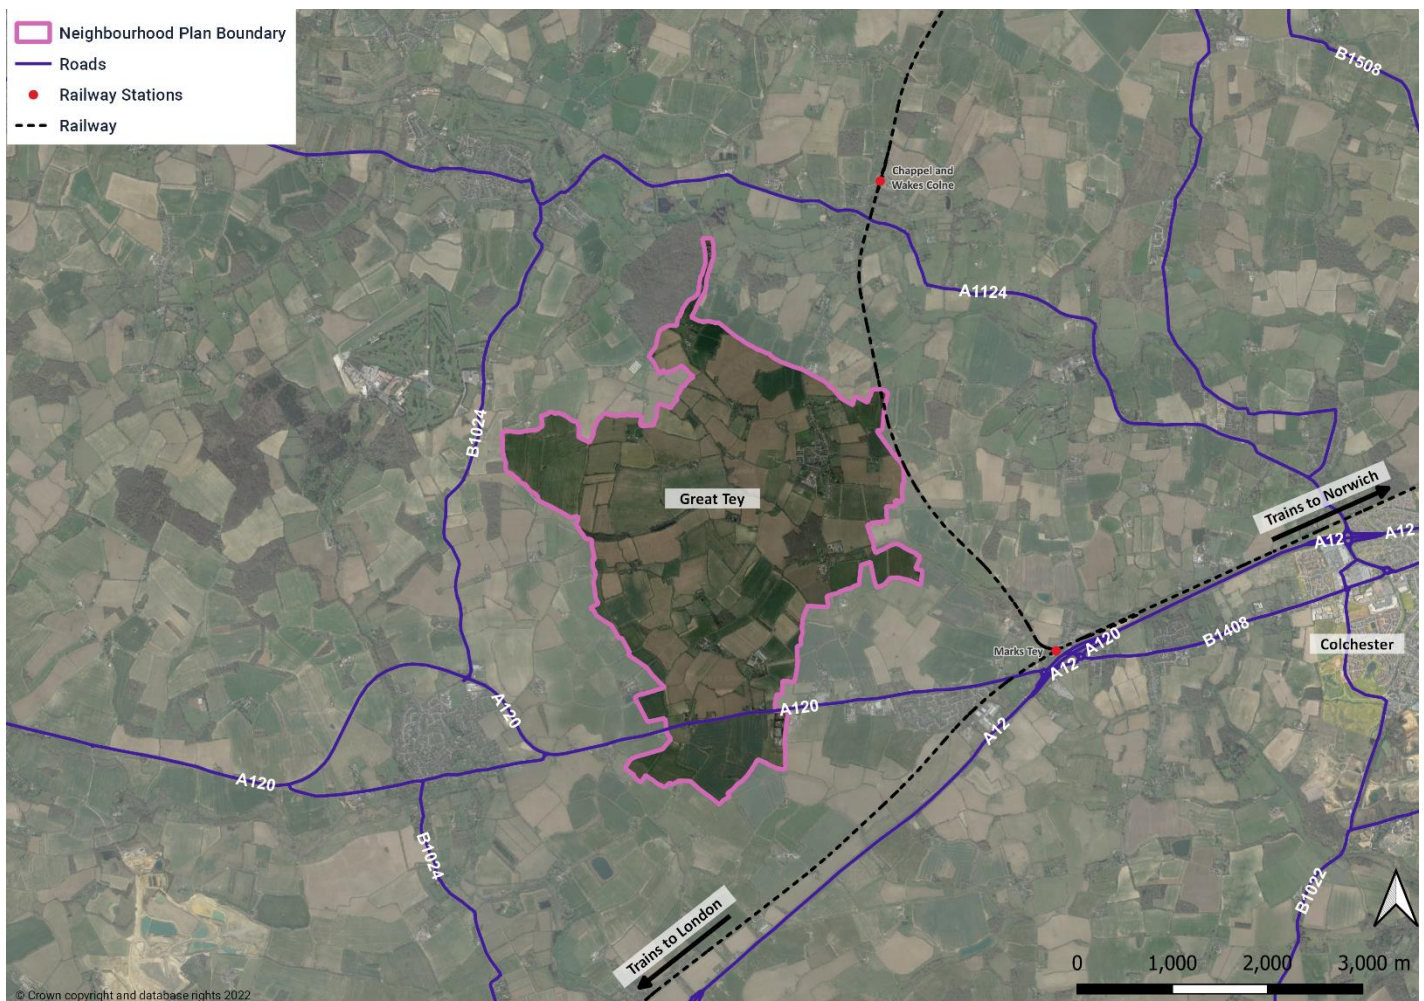 Neighbourhood Plan Boundary
Roads
Railway Stations
Railway
B1508
Chappel and
Wakes Colne
A1124
B1024
Great Tey
Trains to Norwich
A12
A12
A120
B1408
Marks Tey
A12
Colchester
A120
A120
A12
A120
B1024
B1022
Trains to London
0 1,000 2,000 3,000 m
© Crown copyright and database rights 2022